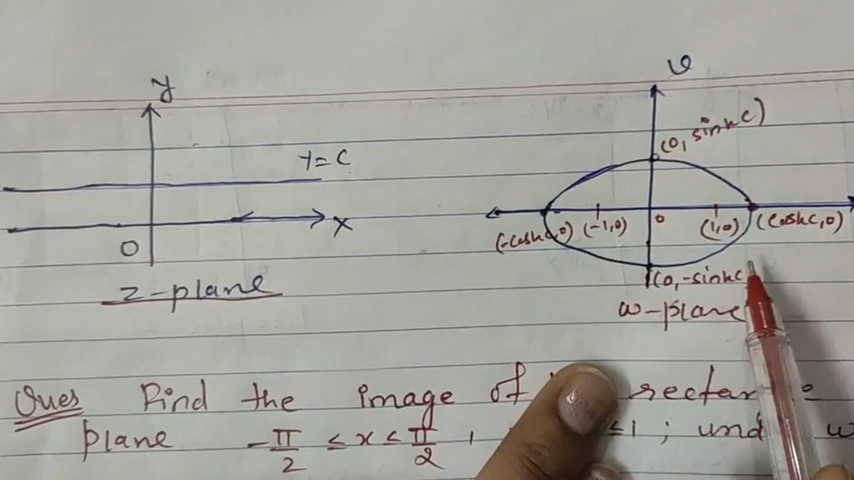 y
υ
(0, sinhc)
Y=C
X
O
(-coshc,0)
(-1,0)
o
(1,0)
(coshc,0)
(0,-sinhc
z-plane
w-plane
Ques Find the image of rectan
plane -π/2 ≤x≤ π/2 , ≤1 ; und w